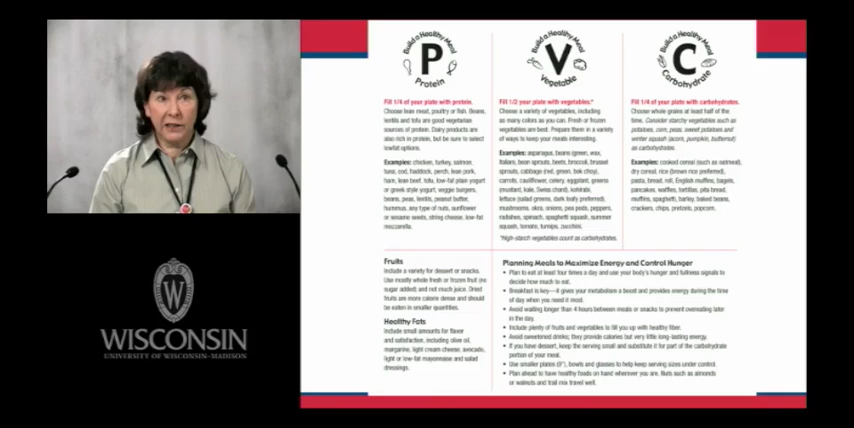 Build a Healthy Meal
P
Protein
Fill 1/4 of your plate with protein.
Choose lean meat, poultry or fish. Beans,
lentils and tofu are good vegetarian
sources of protein. Dairy products are
also rich in protein, but be sure to select
lowfat options.
Examples: chicken, turkey, salmon,
tuna, cod, haddock, perch, lean pork,
ham, lean beef, tofu, low-fat plain yogurt
or greek style yogurt, veggie burgers,
beans, peas, lentils, peanut butter,
hummus, any type of nuts, sunflower
or sesame seeds, string cheese, low-fat
mozzarella.
Build a Healthy Meal
V
Vegetable
Fill 1/2 your plate with vegetables.*
Choose a variety of vegetables, including
as many colors as you can. Fresh or frozen
vegetables are best. Prepare them in a variety
of ways to keep your meals interesting.
Examples: asparagus, beans (green, wax,
Italian), bean sprouts, beets, broccoli, brussel
sprouts, cabbage (red, green, bok choy),
carrots, cauliflower, celery, eggplant, greens
(mustard, kale, Swiss chard), kohlrabi,
lettuce (salad greens, dark leafy preferred),
mushrooms, okra, onions, pea pods, peppers,
radishes, spinach, spaghetti squash, summer
squash, tomato, turnips, zucchini.
*High-starch vegetables count as carbohydrates.
Build a Healthy Meal
C
Carbohydrate
Fill 1/4 of your plate with carbohydrates.
Choose whole grains at least half of the
time. Consider starchy vegetables such as
potatoes, corn, peas, sweet potatoes and
winter squash (acorn, pumpkin, butternut)
as carbohydrates.
Examples: cooked cereal (such as oatmeal),
dry cereal, rice (brown rice preferred),
pasta, bread, roll, English muffins, bagels,
pancakes, waffles, tortillas, pita bread,
muffins, spaghetti, barley, baked beans,
crackers, chips, pretzels, popcorn.
Fruits
Include a variety for dessert or snacks.
Use mostly whole fresh or frozen fruit (no
sugar added) and not much juice. Dried
fruits are more calorie dense and should
be eaten in smaller quantities.
Healthy Fats
Include small amounts for flavor
and satisfaction, including olive oil,
margarine, light cream cheese, avocado,
light or low-fat mayonnaise and salad
dressings.
Planning Meals to Maximize Energy and Control Hunger
• Plan to eat at least four times a day and use your body's hunger and fullness signals to
decide how much to eat.
• Breakfast is key—it gives your metabolism a boost and provides energy during the time
of day when you need it most.
• Avoid waiting longer than 4 hours between meals or snacks to prevent overeating later
in the day.
• Include plenty of fruits and vegetables to fill you up with healthy fiber.
• Avoid sweetened drinks; they provide calories but very little long-lasting energy.
• If you have dessert, keep the serving small and substitute it for part of the carbohydrate
portion of your meal.
• Use smaller plates (9"), bowls and glasses to help keep serving sizes under control.
• Plan ahead to have healthy foods on hand wherever you are. Nuts such as almonds
or walnuts and trail mix travel well.
W
WISCONSIN
UNIVERSITY OF WISCONSIN–MADISON